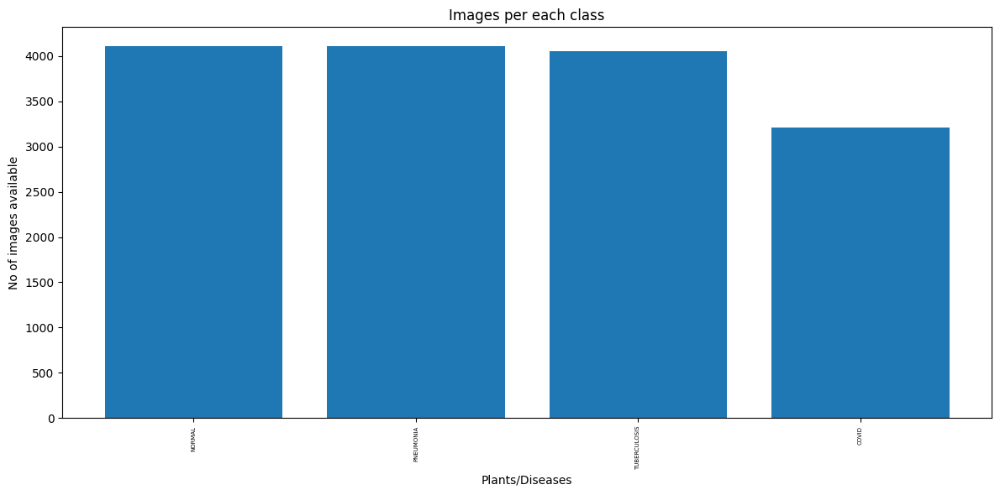 Images per each class
No of images available
4000
3500
3000
2500
2000
1500
1000
500
0
NORMAL
PNEUMONIA
TUBERCULOSIS
COVID
Plants/Diseases